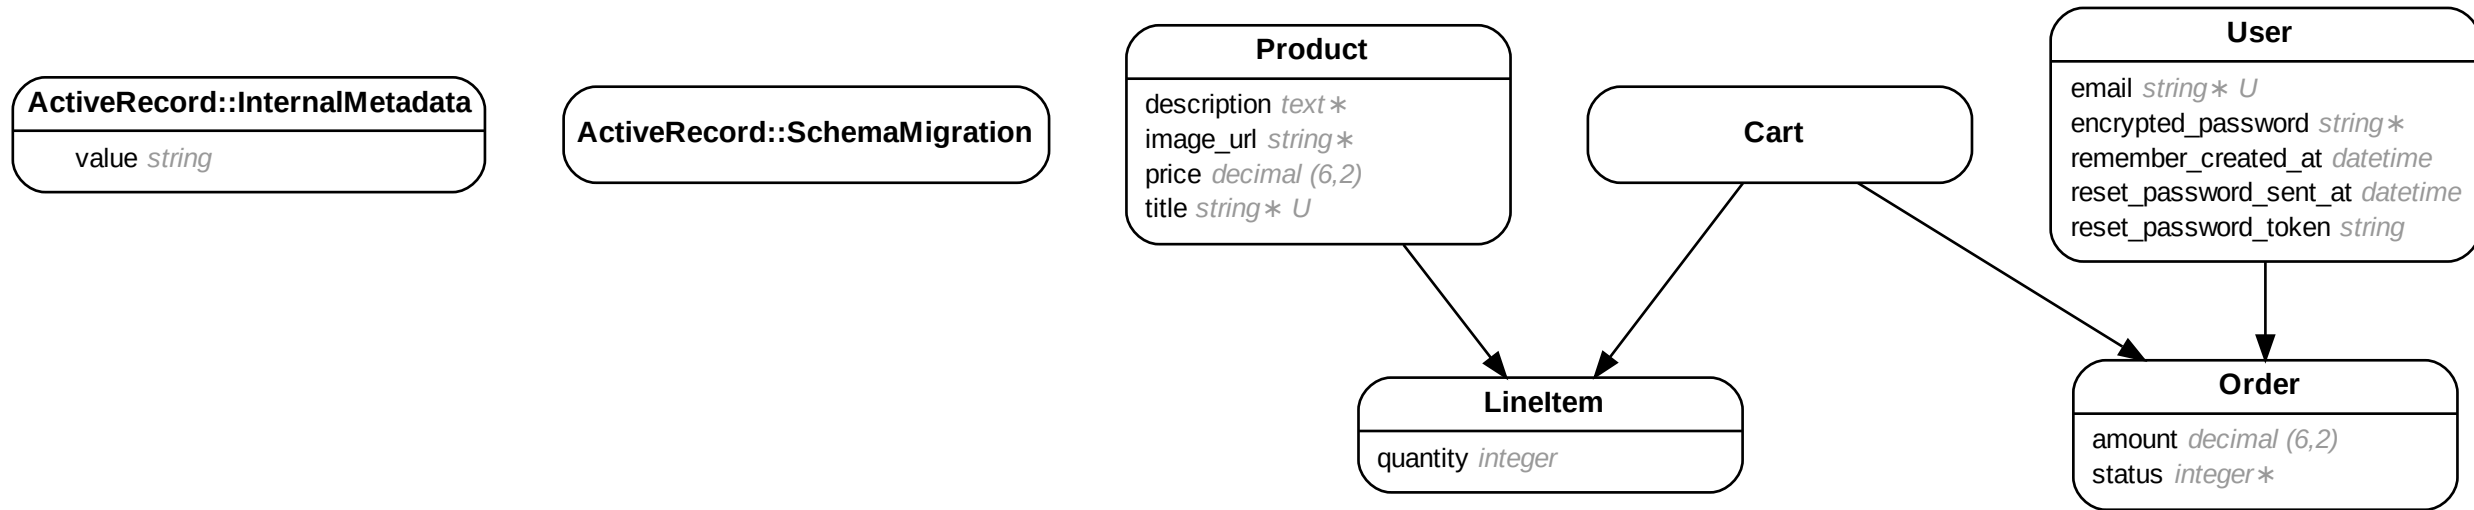 ActiveRecord::InternalMetadata
value string
ActiveRecord::SchemaMigration
Product
description text ∗
image_url string ∗
price decimal (6,2)
title string ∗ U
Cart
User
email string ∗ U
encrypted_password string ∗
remember_created_at datetime
reset_password_sent_at datetime
reset_password_token string
LineItem
quantity integer
Order
amount decimal (6,2)
status integer ∗